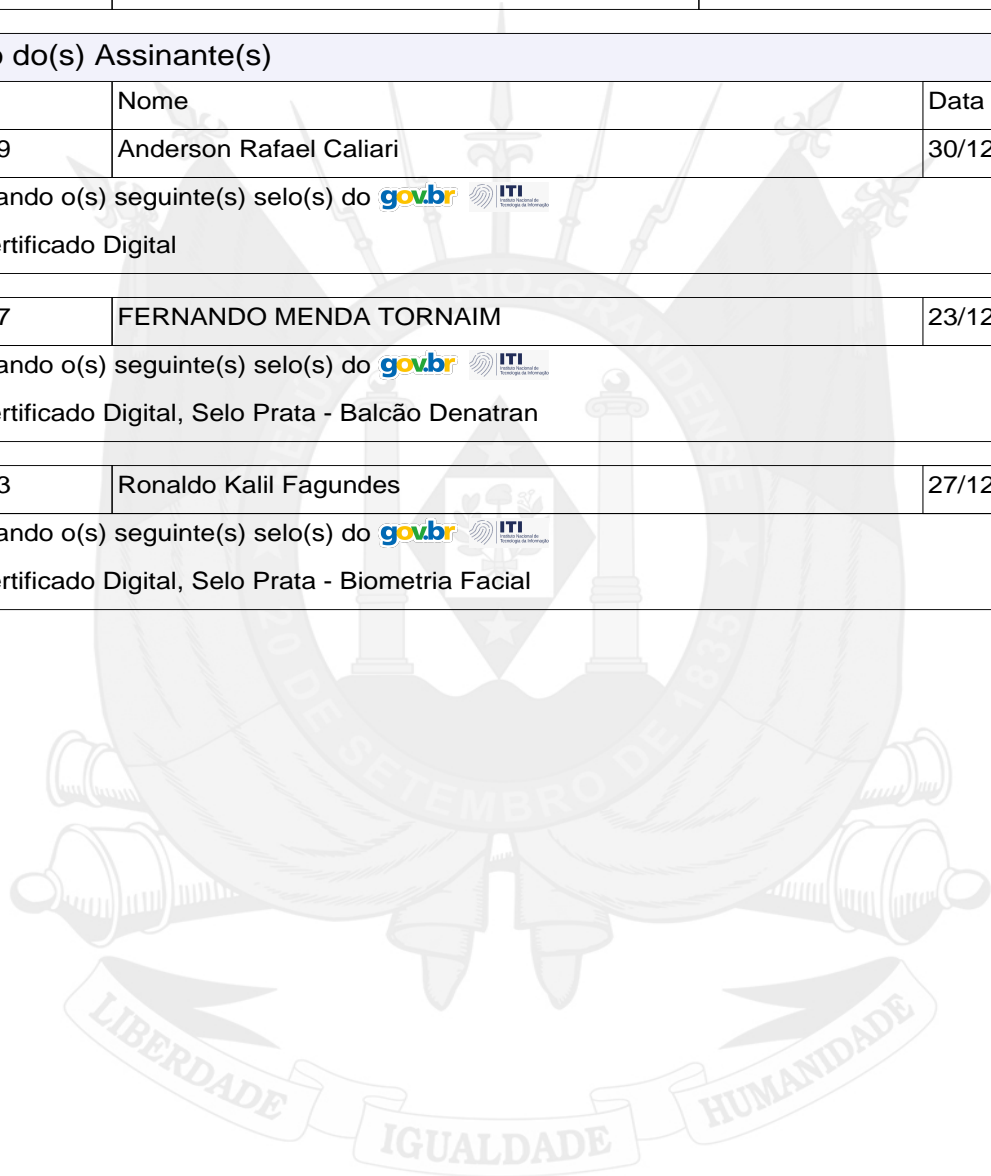 o do(s) Assinante(s)
Nome Data
9 Anderson Rafael Caliari 30/12
ando o(s) seguinte(s) selo(s) do gov.br ITI
ertificado Digital
7 FERNANDO MENDA TORNAIM 23/12
ando o(s) seguinte(s) selo(s) do gov.br ITI
ertificado Digital, Selo Prata - Balcão Denatran
3 Ronaldo Kalil Fagundes 27/12
ando o(s) seguinte(s) selo(s) do gov.br ITI
ertificado Digital, Selo Prata - Biometria Facial
REPUBLICA RIO-GRANDENSE
20 DE SETEMBRO DE 1835
LIBERDADE IGUALDADE HUMANIDADE